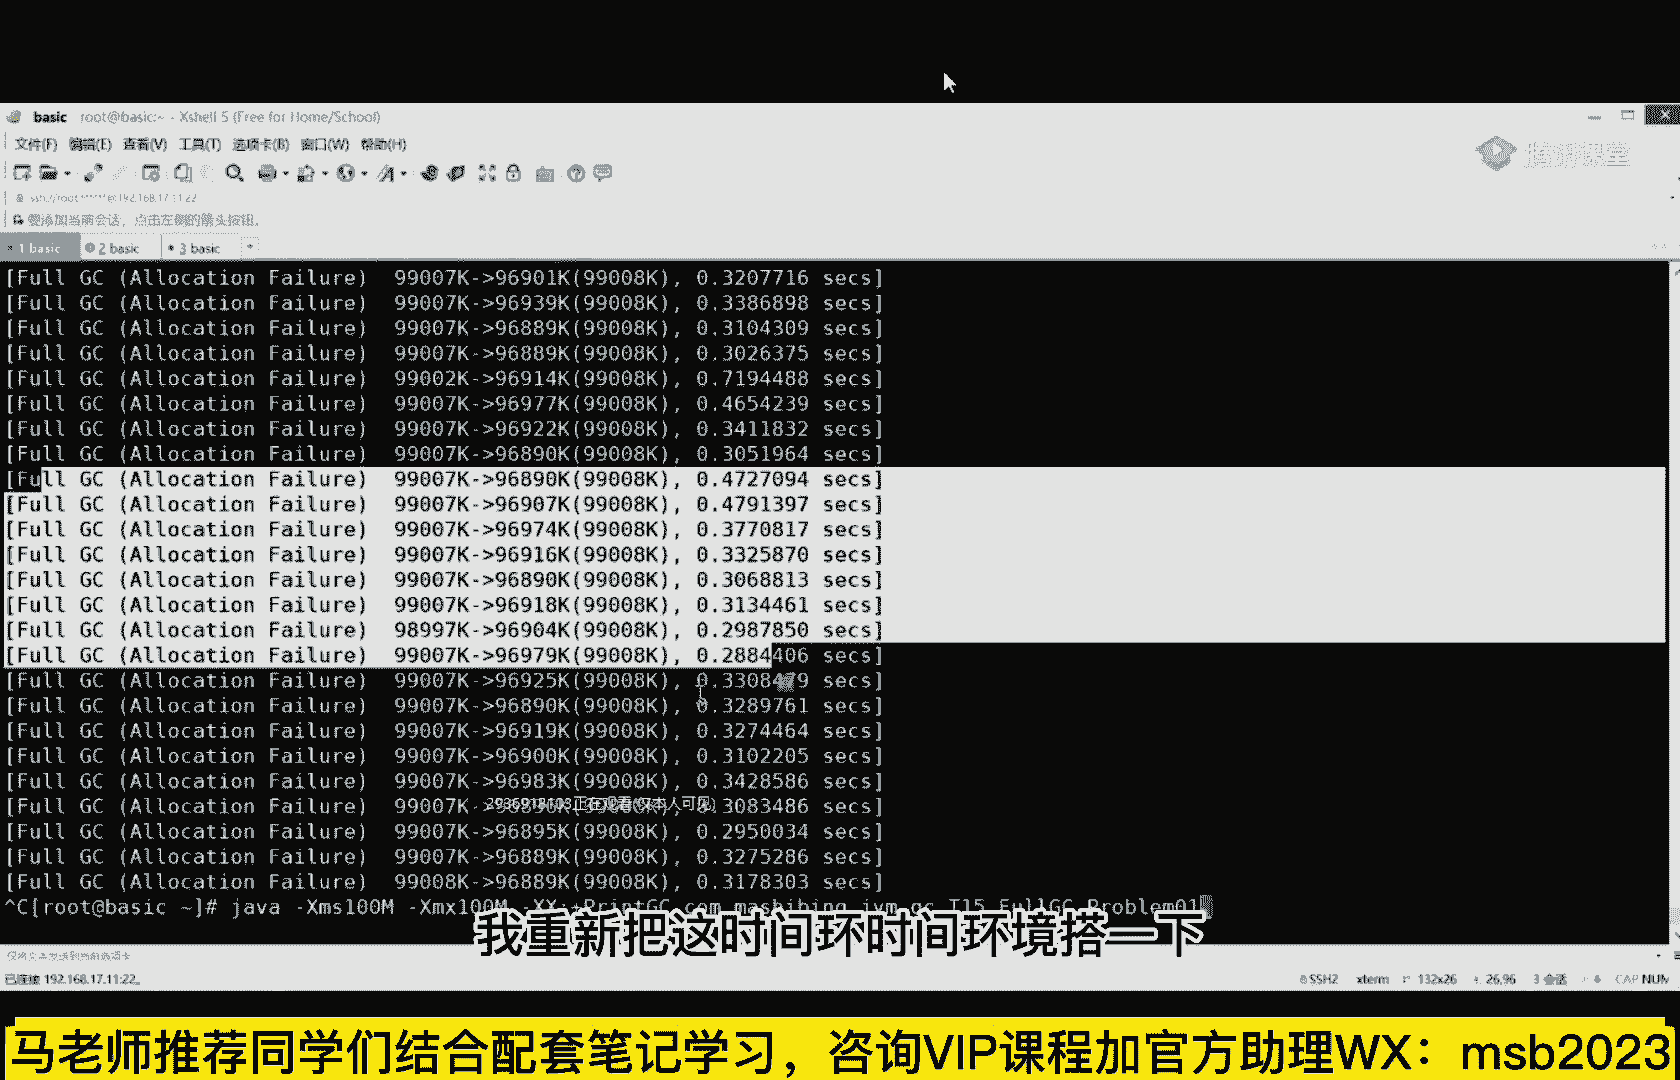 basic root@basic:~ - Xshell 5 (Free for Home/School)
文件(F) 编辑(E) 查看(V) 工具(T) 选项卡(B) 窗口(W) 帮助(H)
要添加当前会话，点击左侧的箭头按钮。
1 basic 2 basic 3 basic
[Full GC (Allocation Failure) 99007K->96901K(99008K), 0.3207716 secs]
[Full GC (Allocation Failure) 99007K->96939K(99008K), 0.3386898 secs]
[Full GC (Allocation Failure) 99007K->96889K(99008K), 0.3104309 secs]
[Full GC (Allocation Failure) 99007K->96889K(99008K), 0.3026375 secs]
[Full GC (Allocation Failure) 99002K->96914K(99008K), 0.7194488 secs]
[Full GC (Allocation Failure) 99007K->96977K(99008K), 0.4654239 secs]
[Full GC (Allocation Failure) 99007K->96922K(99008K), 0.3411832 secs]
[Full GC (Allocation Failure) 99007K->96890K(99008K), 0.3051964 secs]
[Full GC (Allocation Failure) 99007K->96890K(99008K), 0.4727094 secs]
[Full GC (Allocation Failure) 99007K->96907K(99008K), 0.4791397 secs]
[Full GC (Allocation Failure) 99007K->96974K(99008K), 0.3770817 secs]
[Full GC (Allocation Failure) 99007K->96916K(99008K), 0.3325870 secs]
[Full GC (Allocation Failure) 99007K->96890K(99008K), 0.3068813 secs]
[Full GC (Allocation Failure) 99007K->96918K(99008K), 0.3134461 secs]
[Full GC (Allocation Failure) 98997K->96904K(99008K), 0.2987850 secs]
[Full GC (Allocation Failure) 99007K->96979K(99008K), 0.2884406 secs]
[Full GC (Allocation Failure) 99007K->96925K(99008K), 0.3308479 secs]
[Full GC (Allocation Failure) 99007K->96890K(99008K), 0.3289761 secs]
[Full GC (Allocation Failure) 99007K->96919K(99008K), 0.3274464 secs]
[Full GC (Allocation Failure) 99007K->96900K(99008K), 0.3102205 secs]
[Full GC (Allocation Failure) 99007K->96983K(99008K), 0.3428586 secs]
[Full GC (Allocation Failure) 99007K 正在观看(仅本人可见) 0.3083486 secs]
[Full GC (Allocation Failure) 99007K->96895K(99008K), 0.2950034 secs]
[Full GC (Allocation Failure) 99007K->96889K(99008K), 0.3275286 secs]
[Full GC (Allocation Failure) 99008K->96889K(99008K), 0.3178303 secs]
^C[root@basic ~]# java -Xms100M -Xmx100M -XX:+PrintGC com.mashibing.jvm.gc.T15_FullGC_Problem01
我重新把这时间环时间环境搭一下
仅将文本发送到当前选项卡
已连接 192.168.17.11:22。 SSH2 xterm 132x26 26,96 3 会话 CAP NUM
马老师推荐同学们结合配套笔记学习，咨询VIP课程加官方助理WX：msb2023